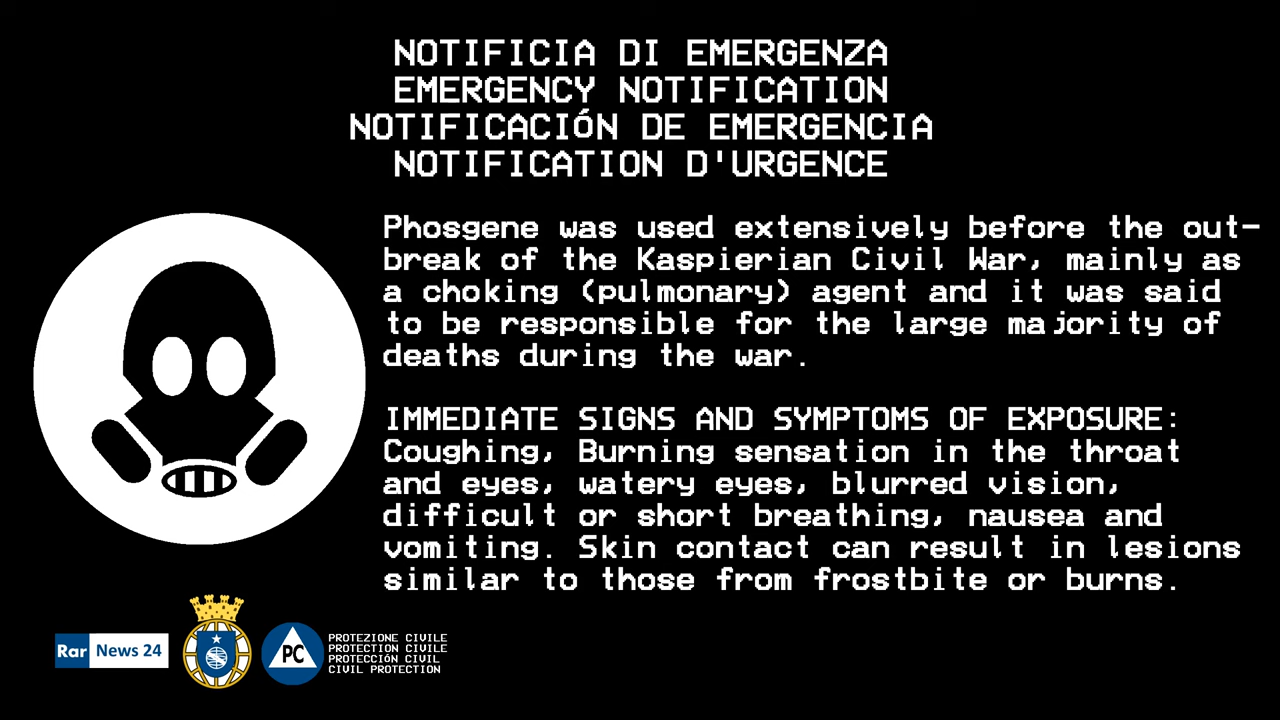 NOTIFICIA DI EMERGENZA
EMERGENCY NOTIFICATION
NOTIFICACIÓN DE EMERGENCIA
NOTIFICATION D'URGENCE
Phosgene was used extensively before the out-
break of the Kaspierian Civil War, mainly as
a choking (pulmonary) agent and it was said
to be responsible for the large majority of
deaths during the war.
IMMEDIATE SIGNS AND SYMPTOMS OF EXPOSURE:
Coughing, Burning sensation in the throat
and eyes, watery eyes, blurred vision,
difficult or short breathing, nausea and
vomiting. Skin contact can result in lesions
similar to those from frostbite or burns.
Rar News 24
PC
PROTEZIONE CIVILE
PROTECTION CIVILE
PROTECCIÓN CIVIL
CIVIL PROTECTION